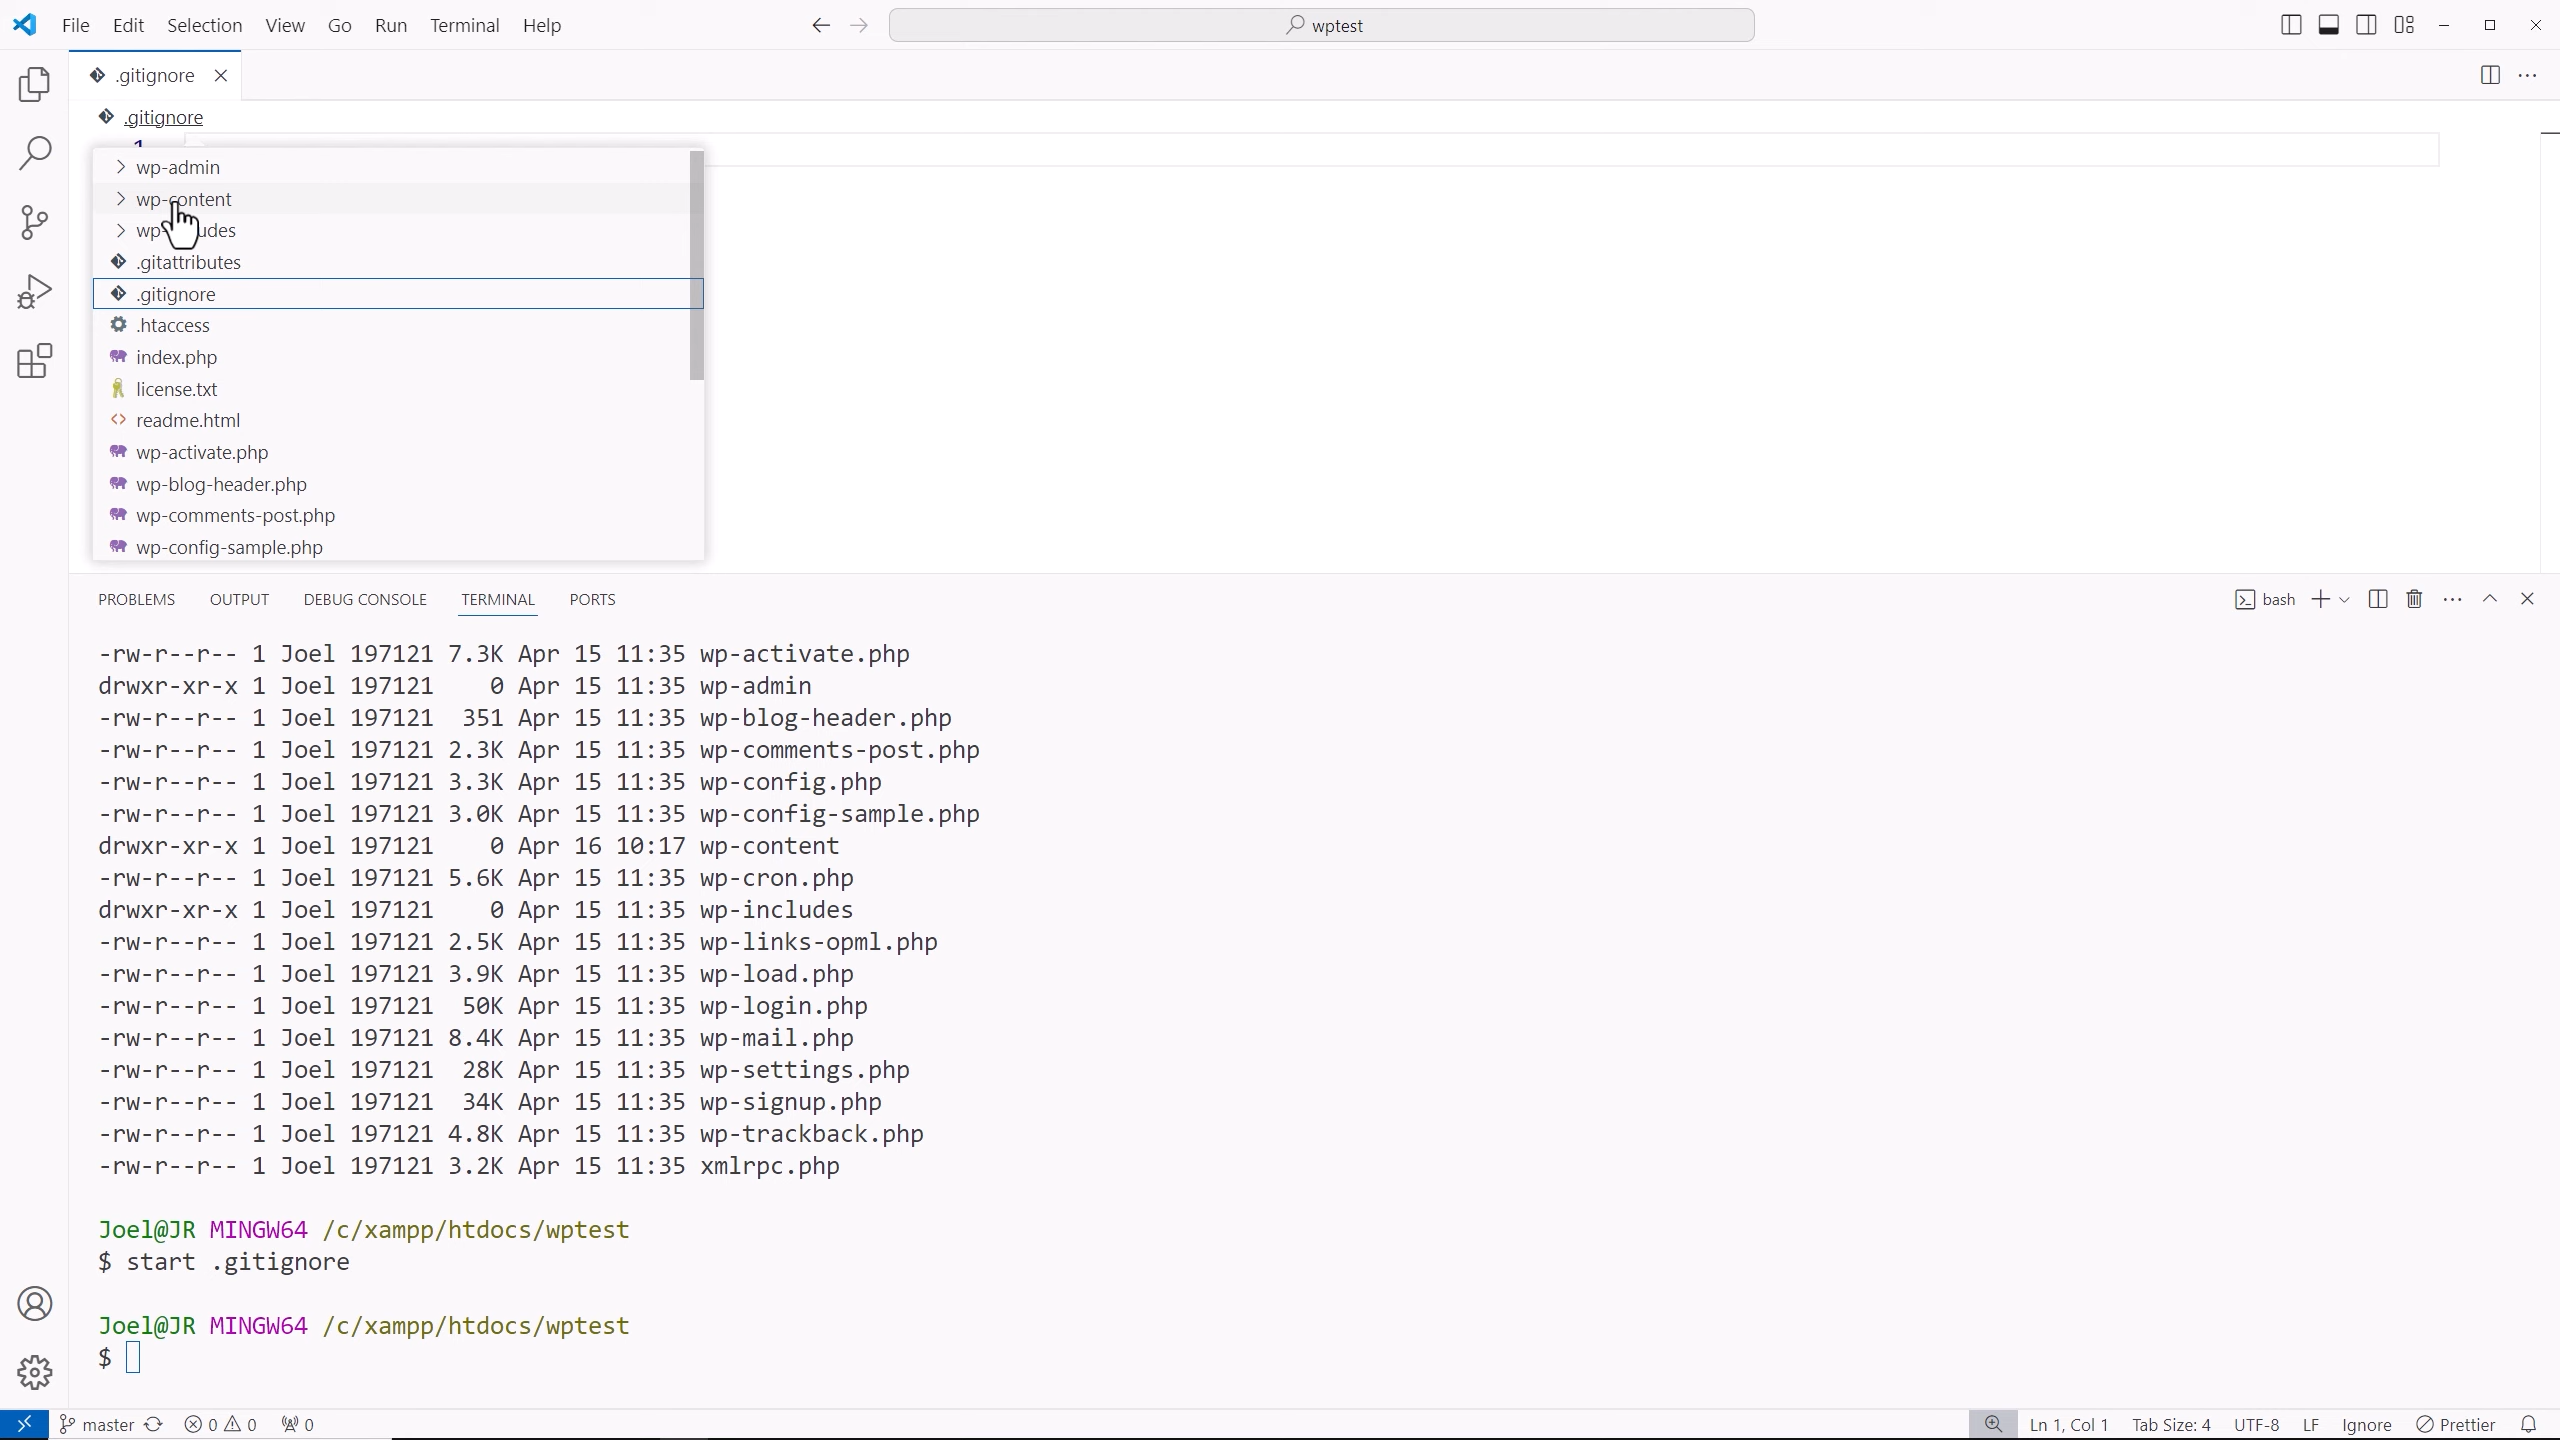 File Edit Selection View Go Run Terminal Help
wptest
.gitignore
.gitignore
1
wp-admin
wp-content
.gitattributes
.gitignore
.htaccess
index.php
license.txt
readme.html
wp-activate.php
wp-blog-header.php
wp-comments-post.php
wp-config-sample.php
PROBLEMS OUTPUT DEBUG CONSOLE TERMINAL PORTS
bash
-rw-r--r-- 1 Joel 197121 7.3K Apr 15 11:35 wp-activate.php
drwxr-xr-x 1 Joel 197121 0 Apr 15 11:35 wp-admin
-rw-r--r-- 1 Joel 197121 351 Apr 15 11:35 wp-blog-header.php
-rw-r--r-- 1 Joel 197121 2.3K Apr 15 11:35 wp-comments-post.php
-rw-r--r-- 1 Joel 197121 3.3K Apr 15 11:35 wp-config.php
-rw-r--r-- 1 Joel 197121 3.0K Apr 15 11:35 wp-config-sample.php
drwxr-xr-x 1 Joel 197121 0 Apr 16 10:17 wp-content
-rw-r--r-- 1 Joel 197121 5.6K Apr 15 11:35 wp-cron.php
drwxr-xr-x 1 Joel 197121 0 Apr 15 11:35 wp-includes
-rw-r--r-- 1 Joel 197121 2.5K Apr 15 11:35 wp-links-opml.php
-rw-r--r-- 1 Joel 197121 3.9K Apr 15 11:35 wp-load.php
-rw-r--r-- 1 Joel 197121 50K Apr 15 11:35 wp-login.php
-rw-r--r-- 1 Joel 197121 8.4K Apr 15 11:35 wp-mail.php
-rw-r--r-- 1 Joel 197121 28K Apr 15 11:35 wp-settings.php
-rw-r--r-- 1 Joel 197121 34K Apr 15 11:35 wp-signup.php
-rw-r--r-- 1 Joel 197121 4.8K Apr 15 11:35 wp-trackback.php
-rw-r--r-- 1 Joel 197121 3.2K Apr 15 11:35 xmlrpc.php
Joel@JR MINGW64 /c/xampp/htdocs/wptest
$ start .gitignore
Joel@JR MINGW64 /c/xampp/htdocs/wptest
$
master 0 0 0 Ln 1, Col 1 Tab Size: 4 UTF-8 LF Ignore Prettier